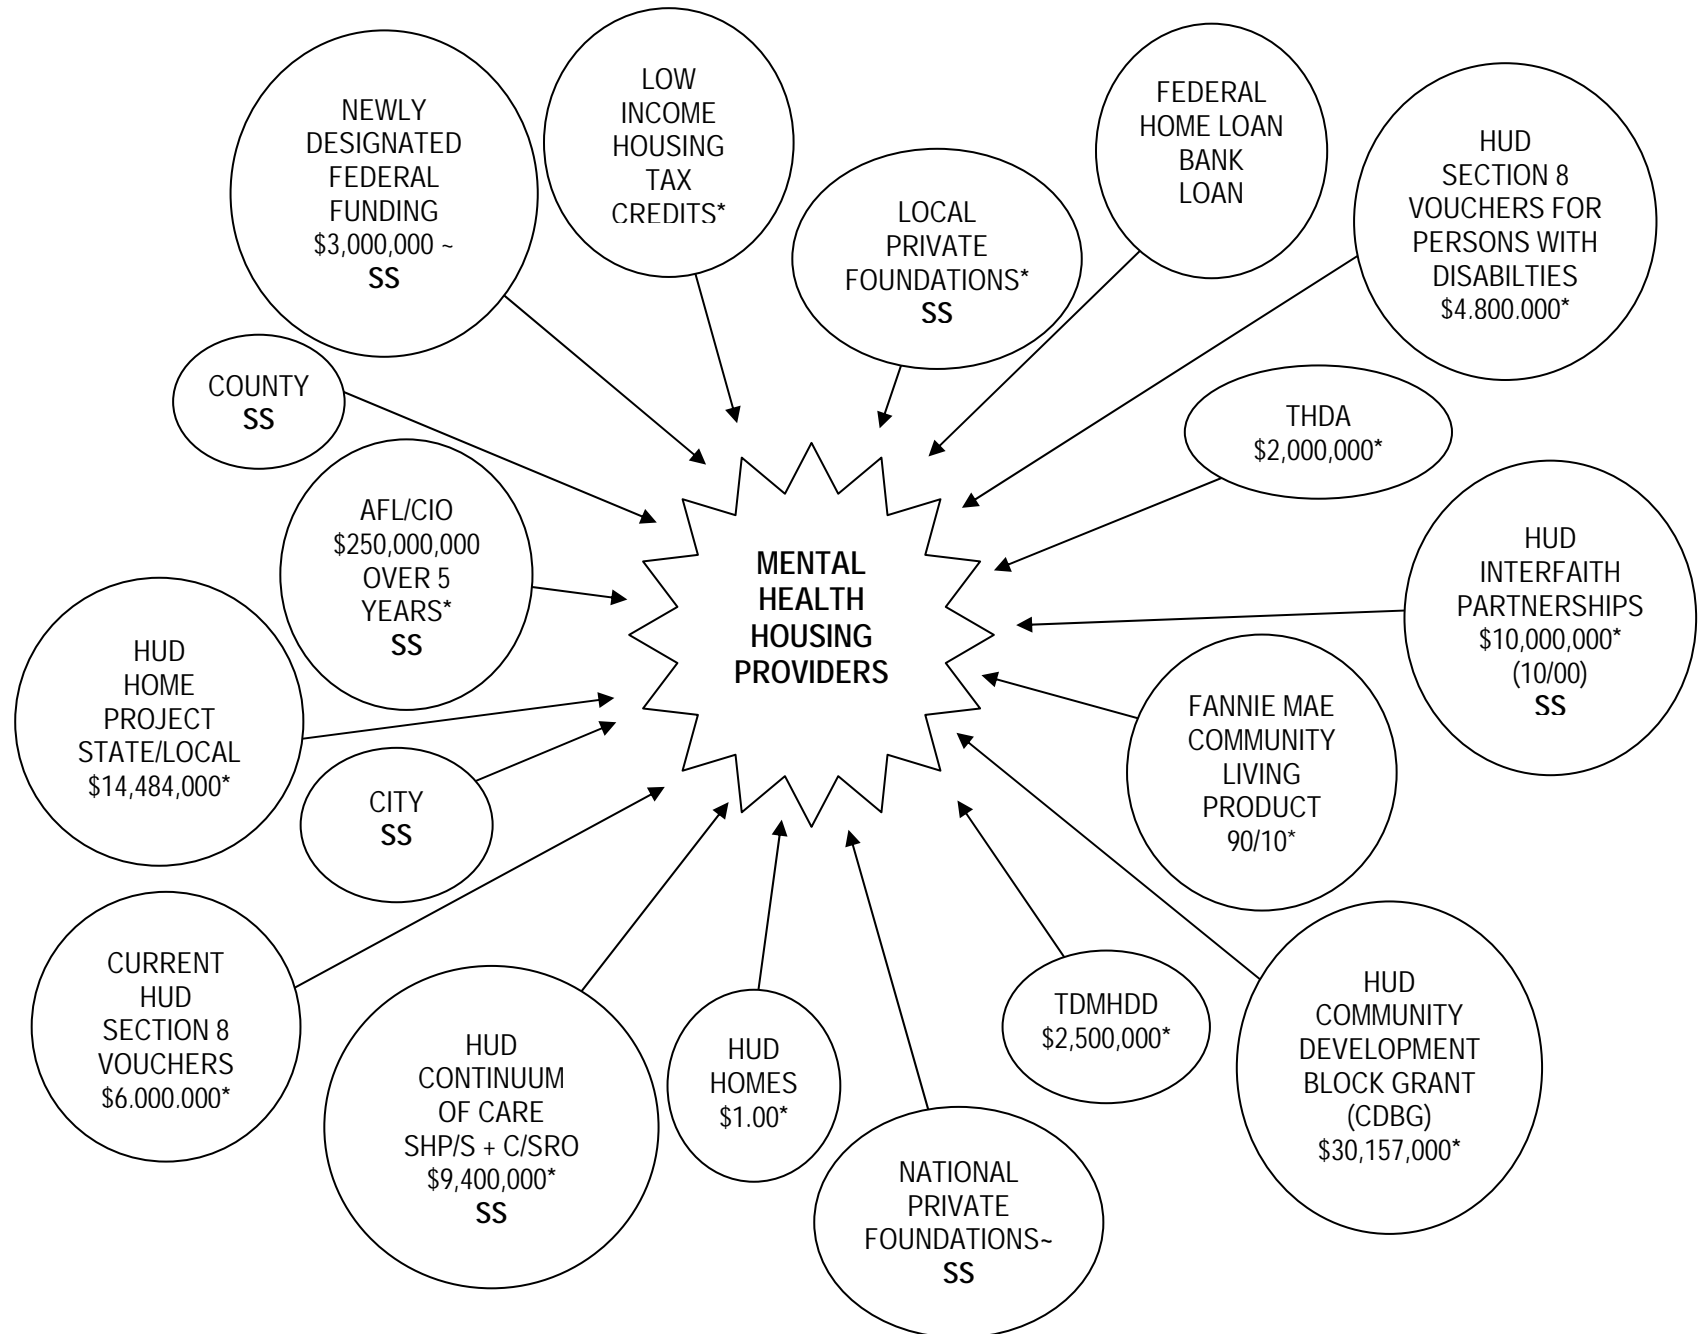 NEWLY
DESIGNATED
FEDERAL
FUNDING
$3,000,000 ~
SS
LOW
INCOME
HOUSING
TAX
CREDITS*
LOCAL
PRIVATE
FOUNDATIONS*
SS
FEDERAL
HOME LOAN
BANK
LOAN
HUD
SECTION 8
VOUCHERS FOR
PERSONS WITH
DISABILTIES
$4,800,000*
COUNTY
SS
THDA
$2,000,000*
AFL/CIO
$250,000,000
OVER 5
YEARS*
SS
MENTAL
HEALTH
HOUSING
PROVIDERS
HUD
INTERFAITH
PARTNERSHIPS
$10,000,000*
(10/00)
SS
HUD
HOME
PROJECT
STATE/LOCAL
$14,484,000*
CITY
SS
FANNIE MAE
COMMUNITY
LIVING
PRODUCT
90/10*
CURRENT
HUD
SECTION 8
VOUCHERS
$6,000,000*
HUD
CONTINUUM
OF CARE
SHP/S + C/SRO
$9,400,000*
SS
HUD
HOMES
$1.00*
NATIONAL
PRIVATE
FOUNDATIONS~
SS
TDMHDD
$2,500,000*
HUD
COMMUNITY
DEVELOPMENT
BLOCK GRANT
(CDBG)
$30,157,000*